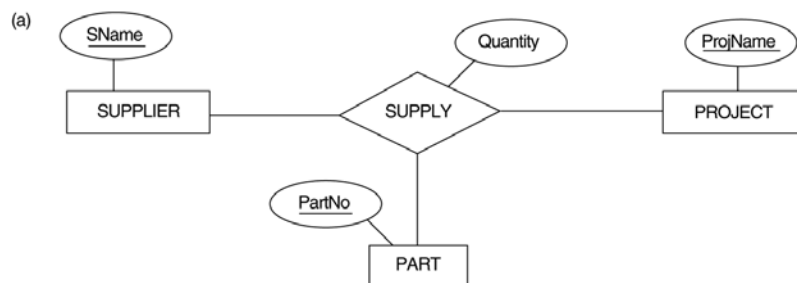 (a)
SName
Quantity
ProjName
SUPPLIER
SUPPLY
PROJECT
PartNo
PART